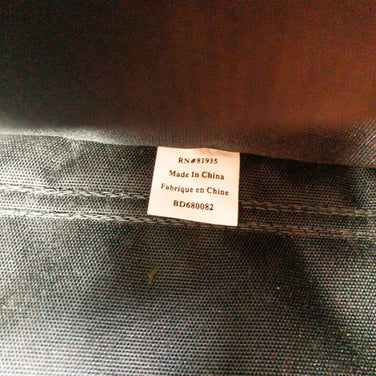 RN#81935
Made In China
Fabrique en Chine
BD680082